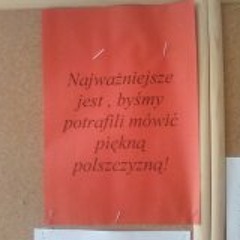 Najważniejsze
jest , byśmy
potrafili mówić
piękną
polszczyzną!